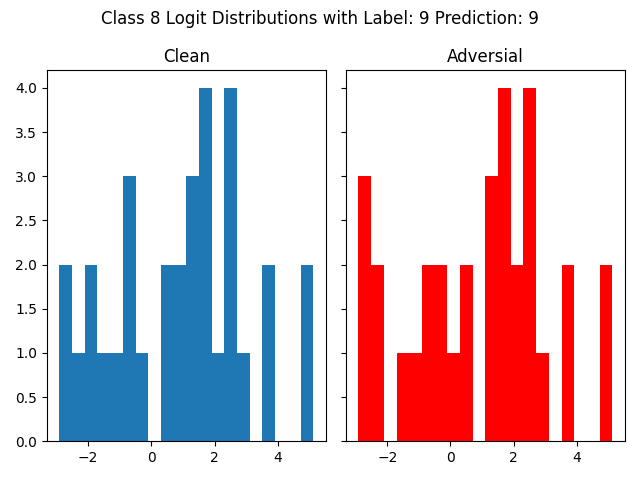 Class 8 Logit Distributions with Label: 9 Prediction: 9
Clean
Adversial
4.0
3.5
3.0
2.5
2.0
1.5
1.0
0.5
0.0
−2 0 2 4
−2 0 2 4